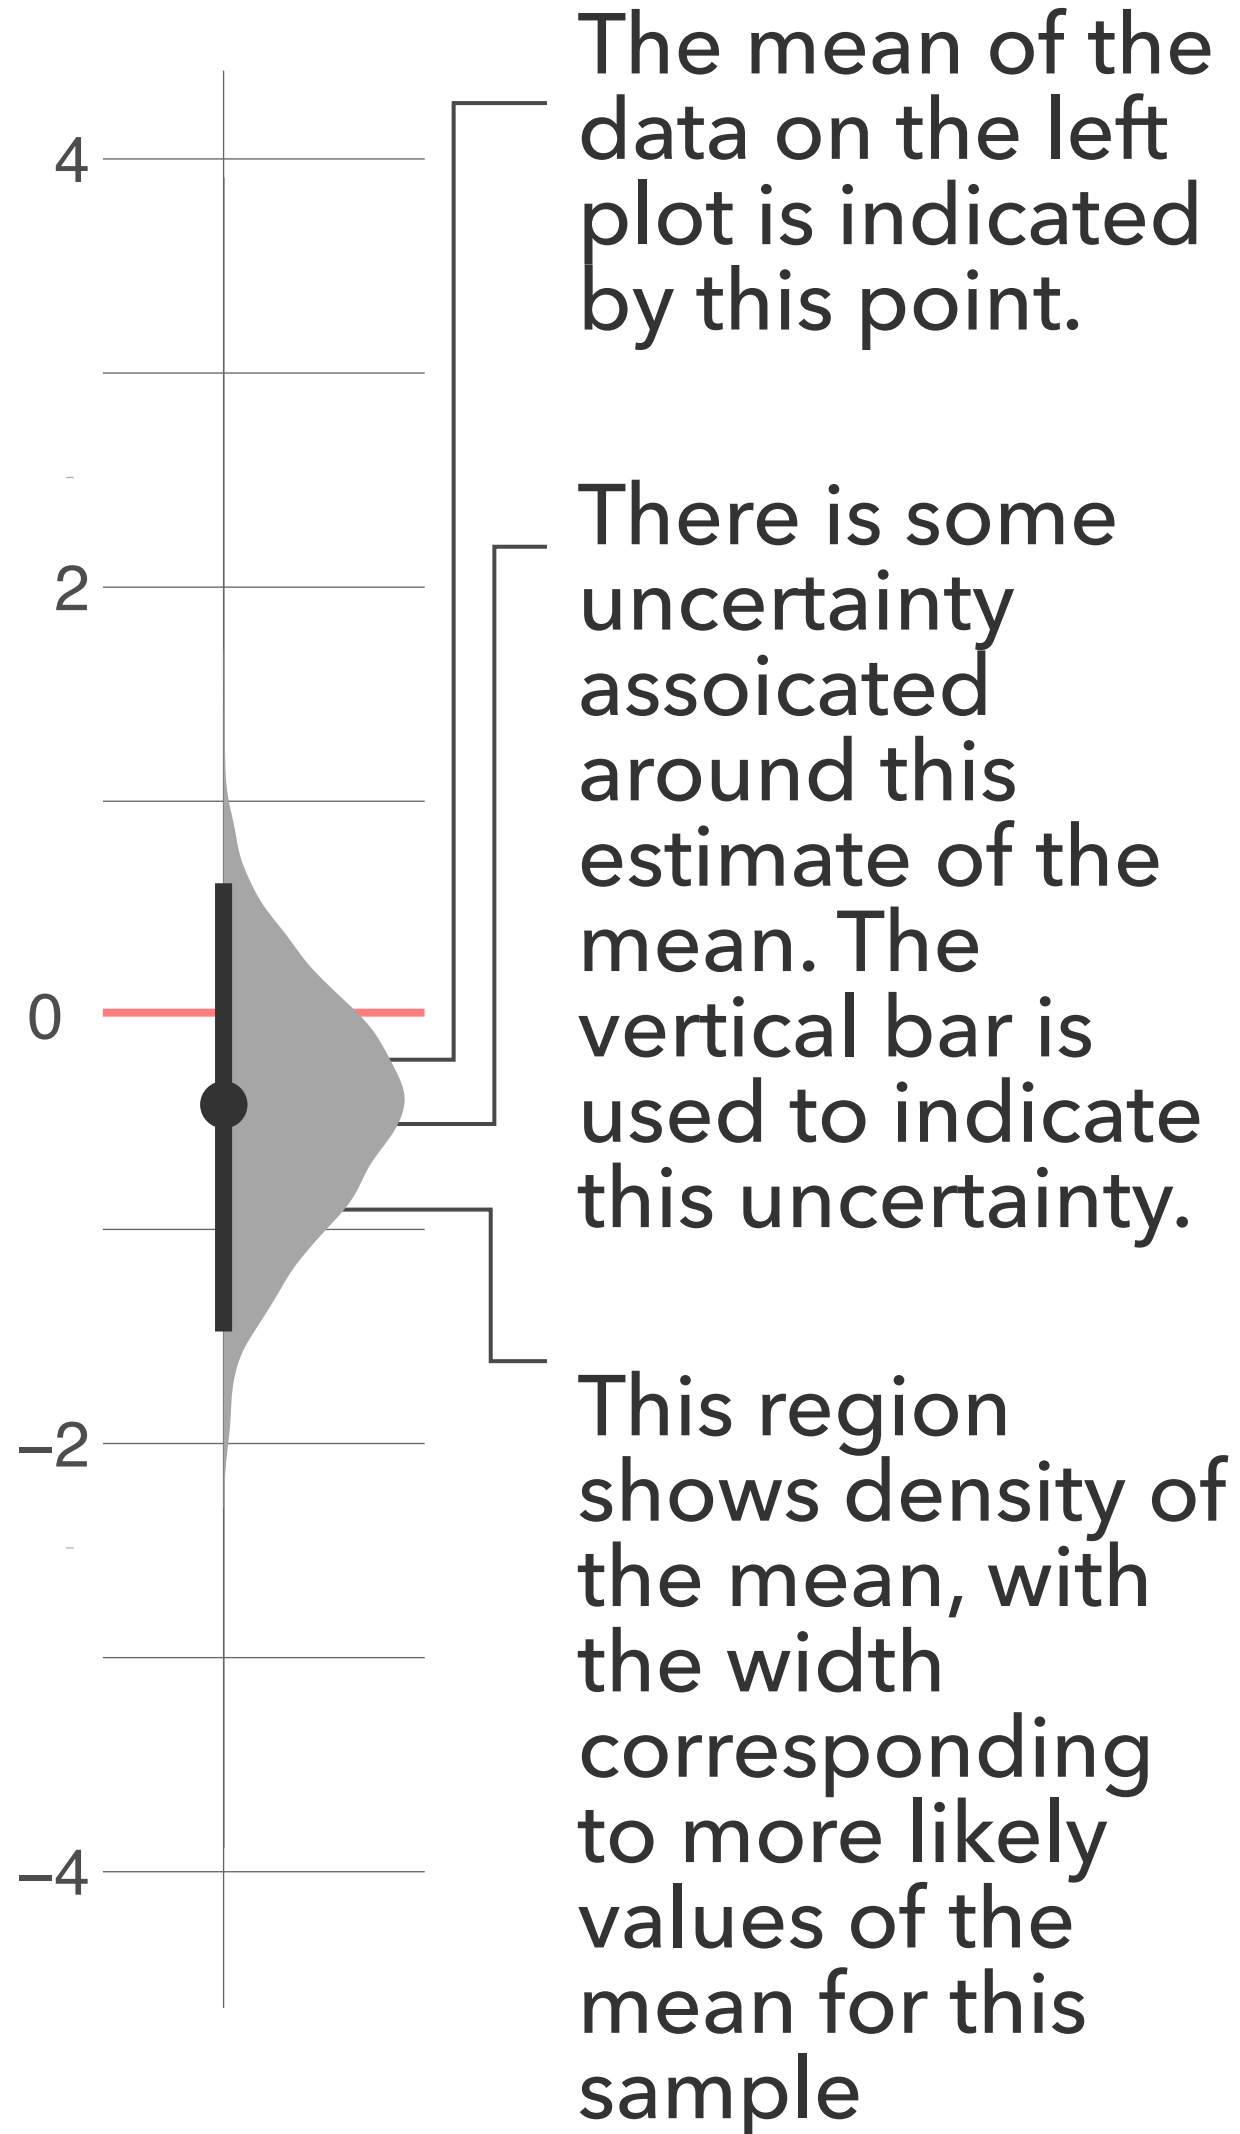 The mean of the
data on the left
plot is indicated
by this point.
4
2
There is some
uncertainty
assoicated
around this
estimate of the
mean. The
vertical bar is
used to indicate
this uncertainty.
0
−2
−4
This region
shows density of
the mean, with
the width
corresponding
to more likely
values of the
mean for this
sample